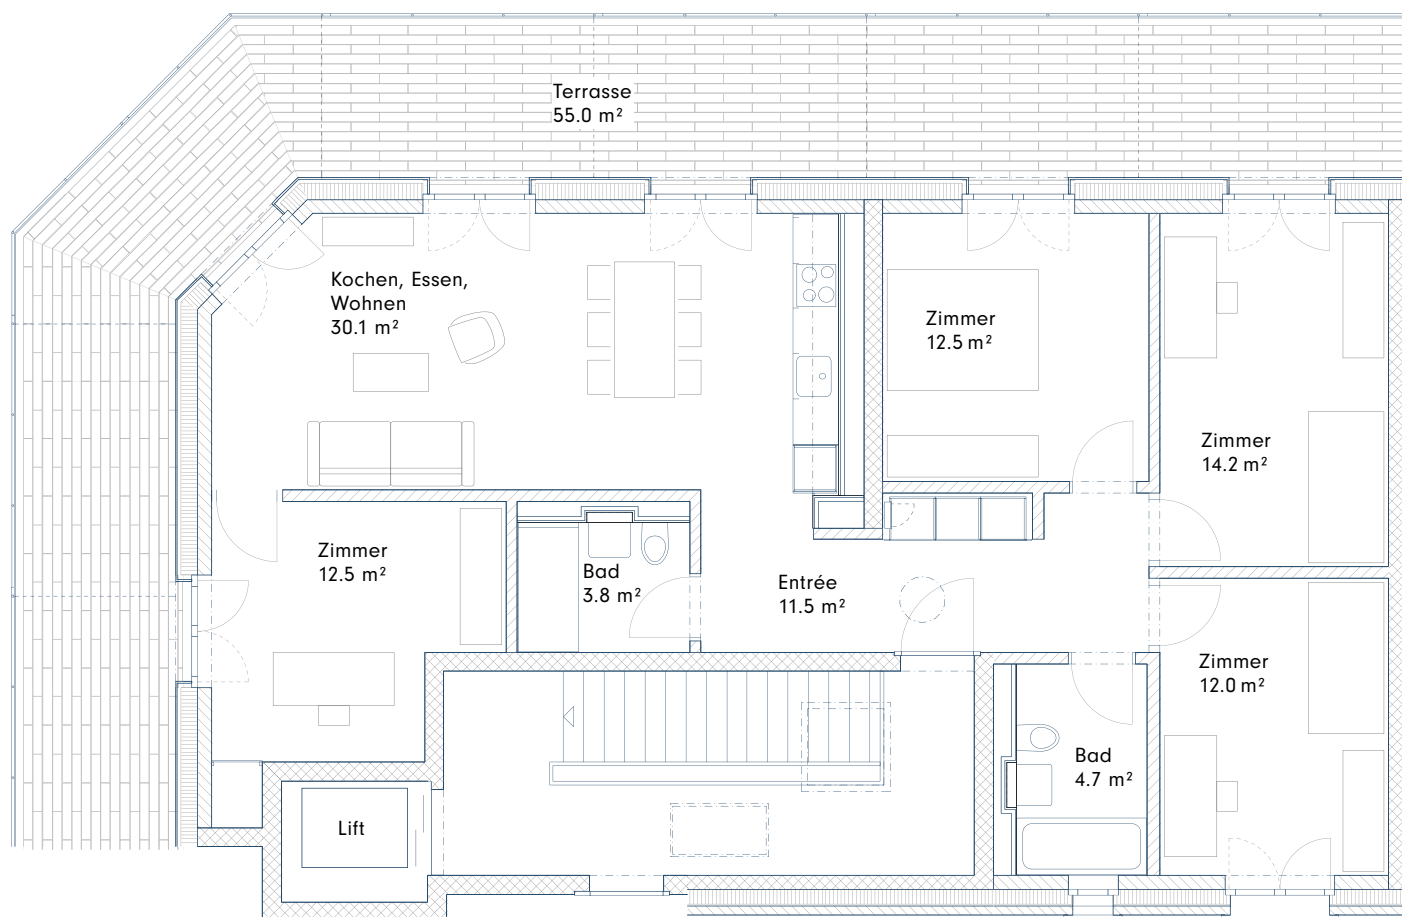 Terrasse
55.0 m²
Kochen, Essen,
Wohnen
30.1 m²
Zimmer
12.5 m²
Zimmer
14.2 m²
Zimmer
12.5 m²
Bad
3.8 m²
Entrée
11.5 m²
Zimmer
12.0 m²
Bad
4.7 m²
Lift